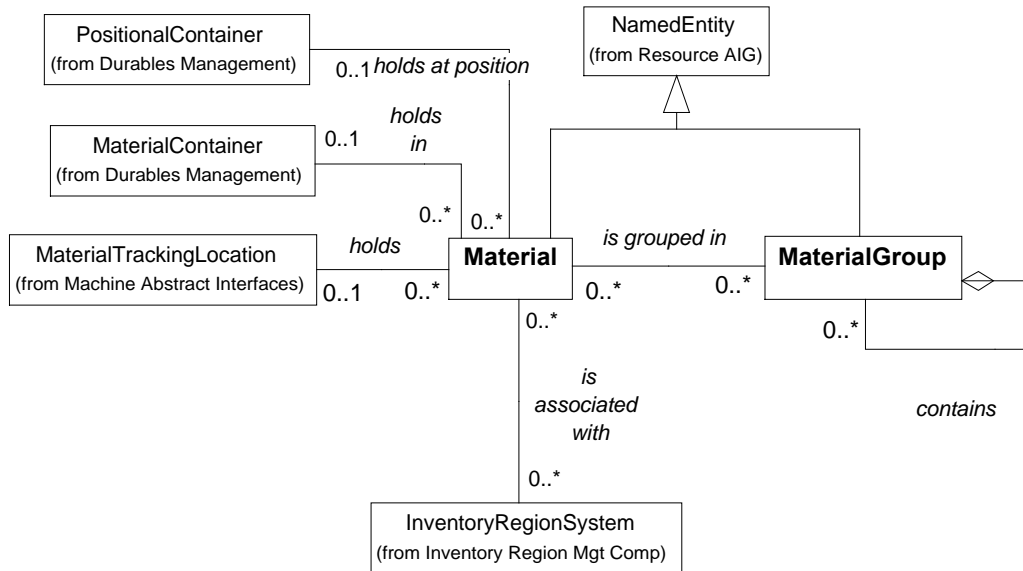 PositionalContainer
(from Durables Management)
NamedEntity
(from Resource AIG)
0..1
holds at position
MaterialContainer
(from Durables Management)
0..1
holds
in
0..*
0..*
MaterialTrackingLocation
(from Machine Abstract Interfaces)
holds
0..1
0..*
Material
is grouped in
0..*
0..*
MaterialGroup
0..*
0..*
is
associated
with
contains
0..*
InventoryRegionSystem
(from Inventory Region Mgt Comp)